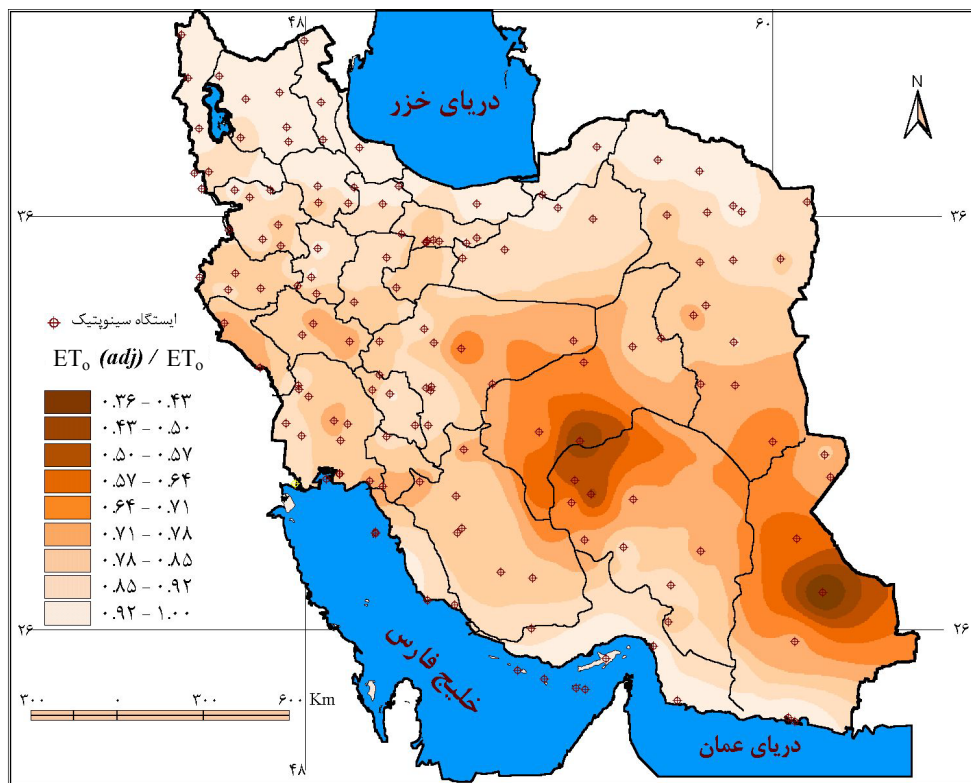 ۴۸
۶۰
N
دریای خزر
۳۶
۳۶
ایستگاه سینوپتیک
ETo (adj) / ETo
۰.۳۶ – ۰.۴۳
۰.۴۳ – ۰.۵۰
۰.۵۰ – ۰.۵۷
۰.۵۷ – ۰.۶۴
۰.۶۴ – ۰.۷۱
۰.۷۱ – ۰.۷۸
۰.۷۸ – ۰.۸۵
۰.۸۵ – ۰.۹۲
۰.۹۲ – ۱.۰۰
۲۶
۲۶
خلیج فارس
۳۰۰ ۰ ۳۰۰ ۶۰۰ Km
دریای عمان
۴۸